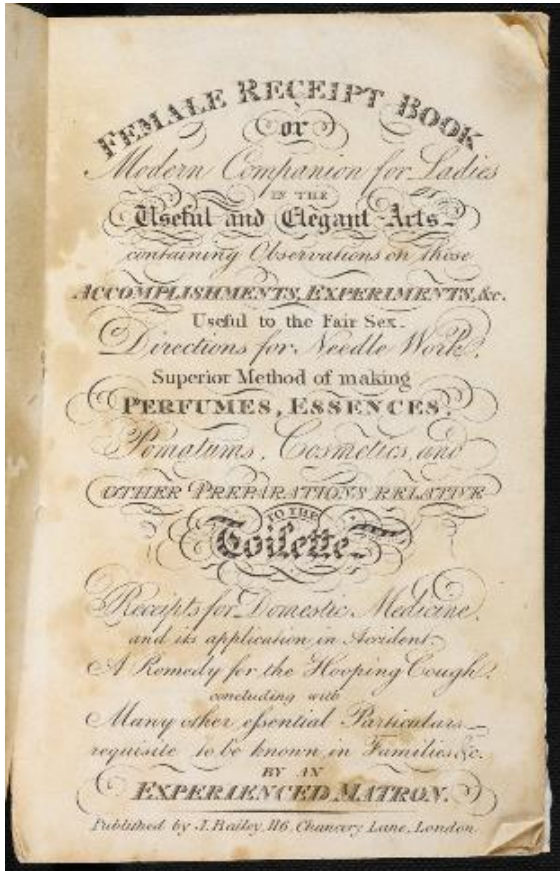 FEMALE RECEIPT BOOK
or
Modern Companion for Ladies
IN THE
Useful and Elegant Arts
containing Observations on those
ACCOMPLISHMENTS, EXPERIMENTS, &c.
Useful to the Fair Sex.
Directions for Needle Work,
Superior Method of making
PERFUMES, ESSENCES,
Pomatums, Cosmetics, and
OTHER PREPARATIONS RELATIVE
TO THE
Toilette
Receipts for Domestic Medicine,
and its application in Accident
A Remedy for the Hooping Cough,
concluding with
Many other essential Particulars
requisite to be known in Families &c.
BY AN
EXPERAENCED MATRON.
Published by J. Bailey, 116, Chancery Lane, London